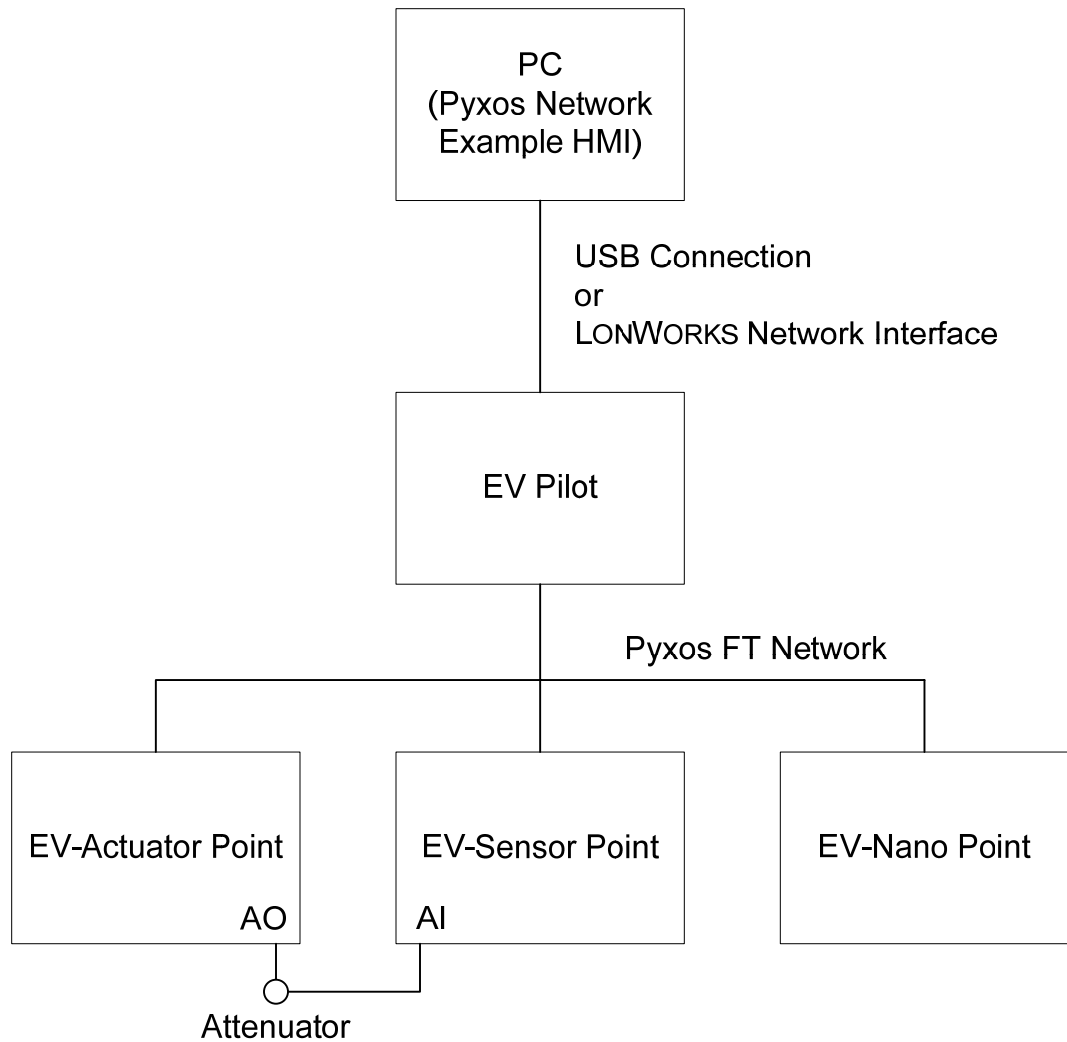 PC
(Pyxos Network
Example HMI)
USB Connection
or
LONWORKS Network Interface
EV Pilot
Pyxos FT Network
EV-Actuator Point
EV-Sensor Point
EV-Nano Point
AO
AI
Attenuator